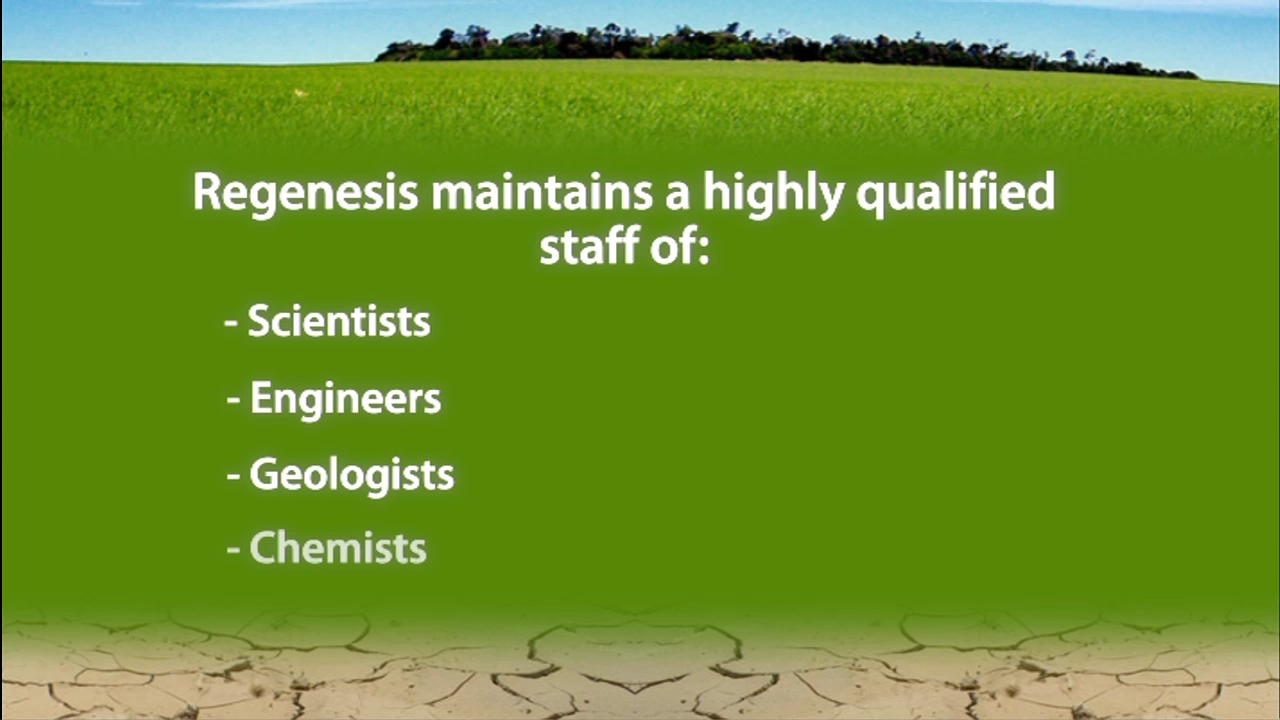 Regenesis maintains a highly qualified
staff of:
- Scientists
- Engineers
- Geologists
- Chemists